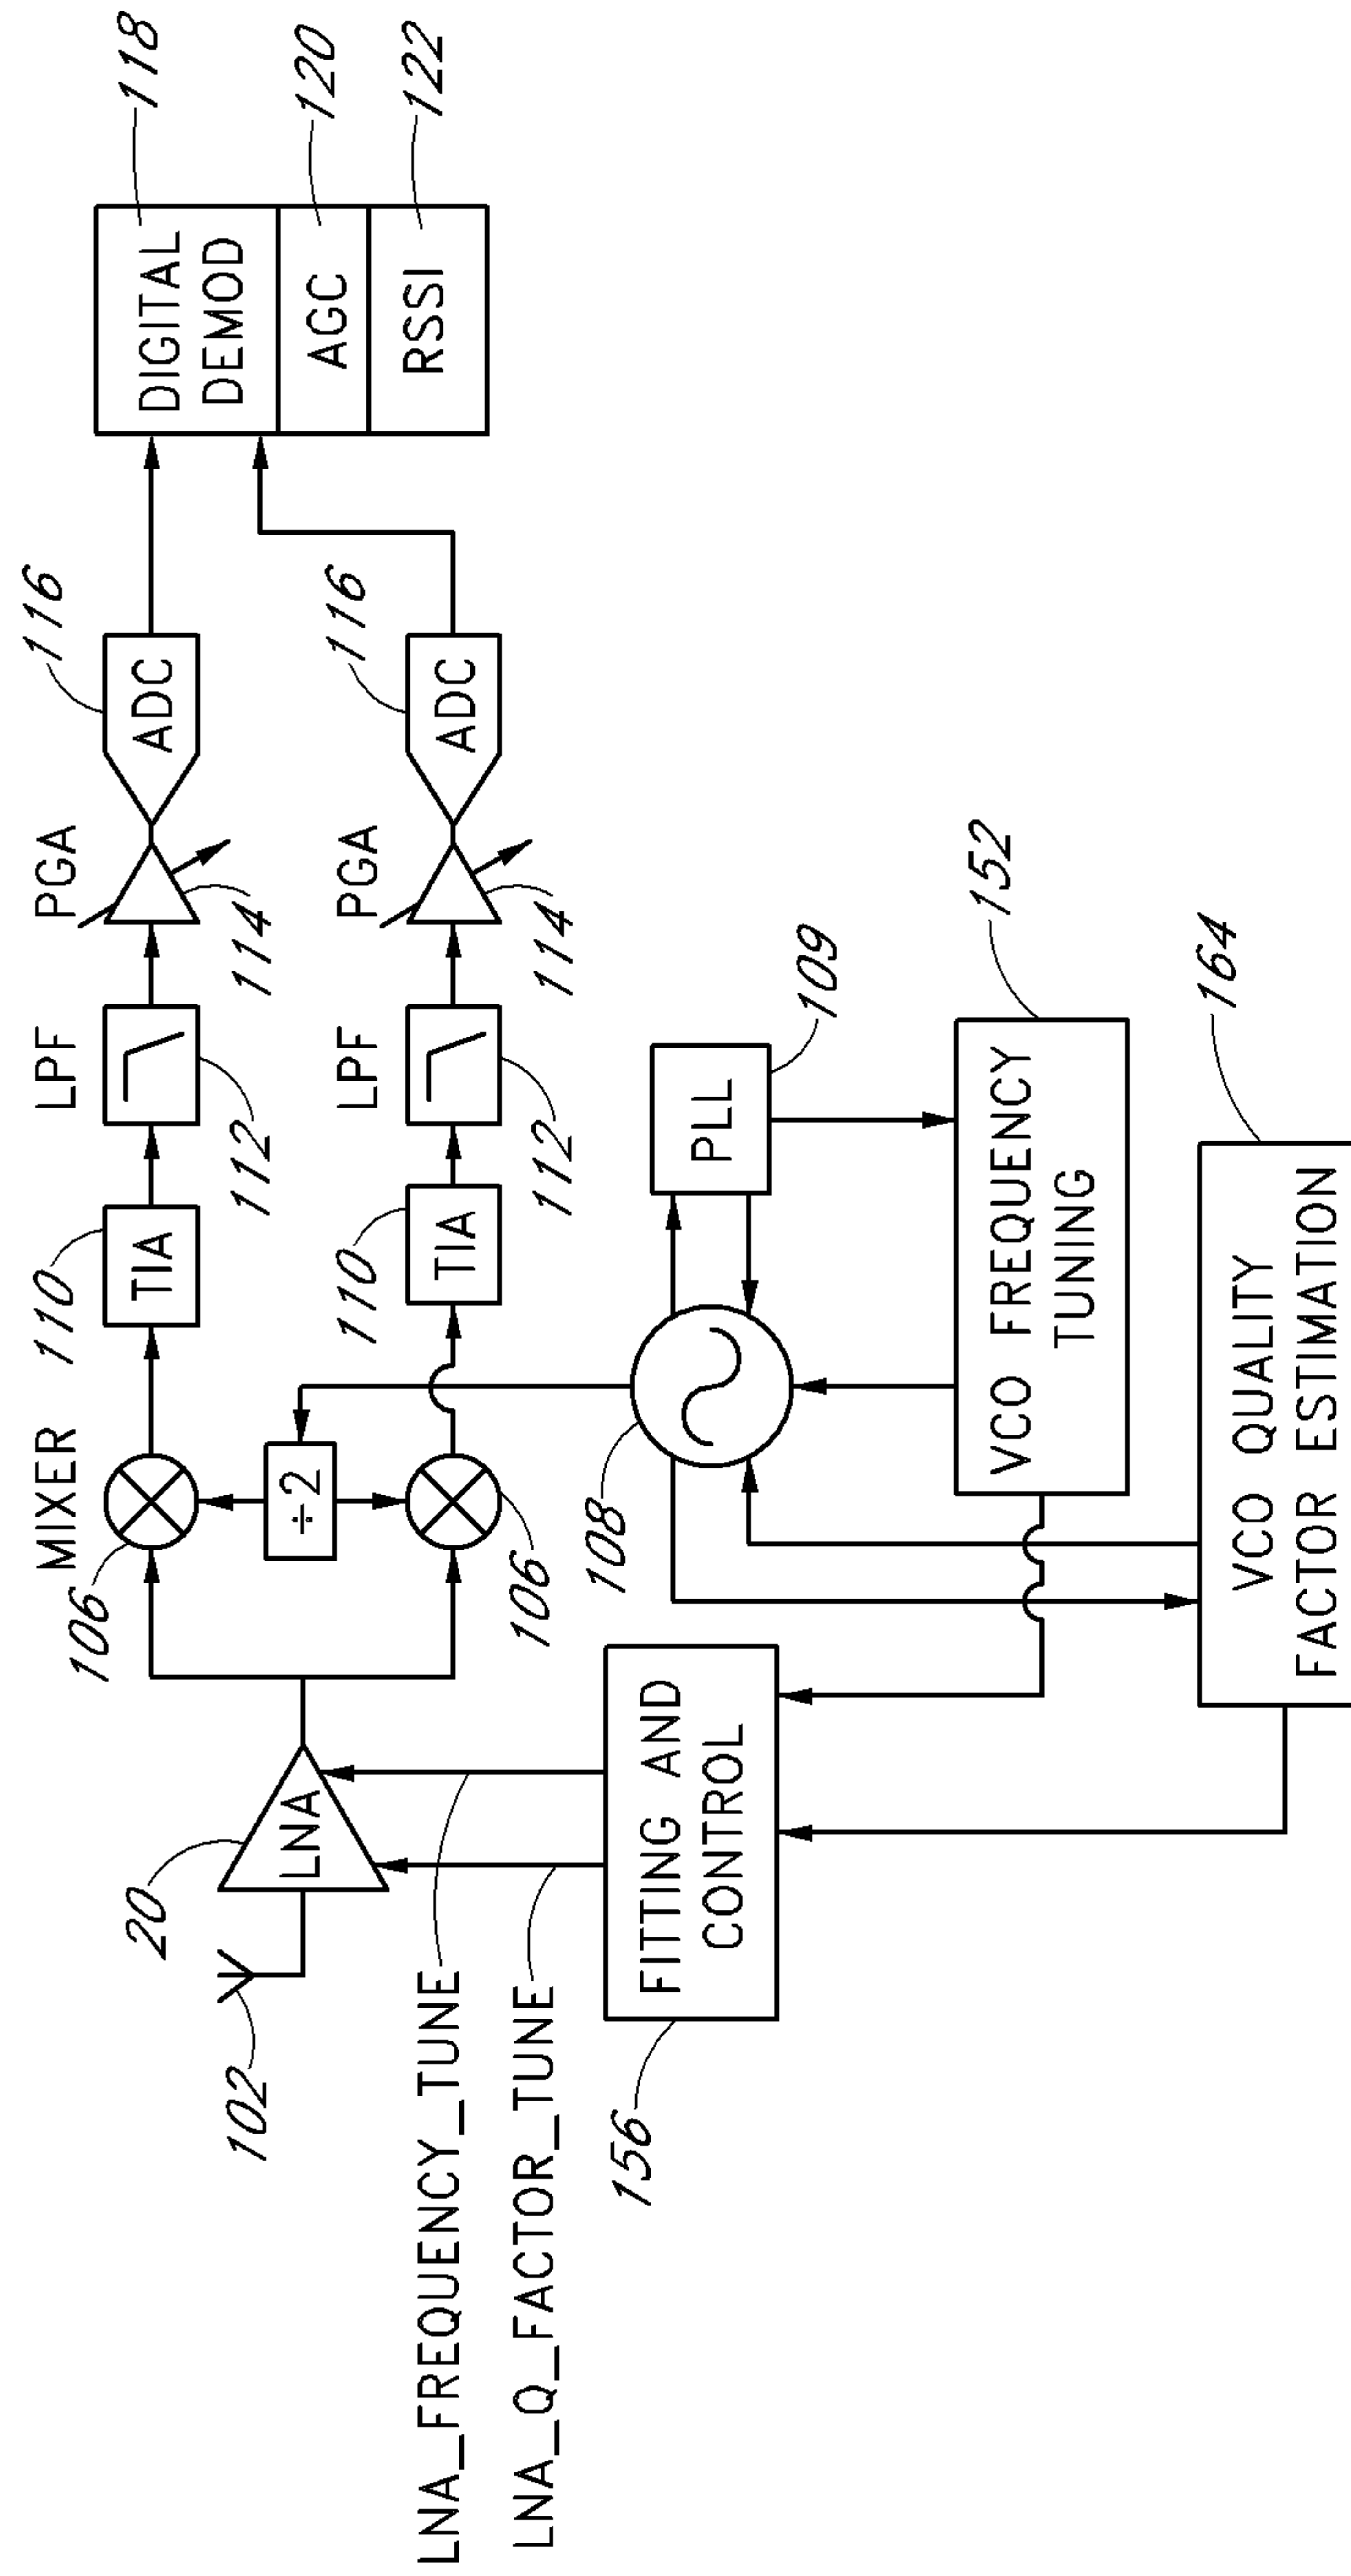 MIXER
LPF
PGA
106
110
TIA
112
114
ADC
116
118
DIGITAL
DEMOD
120
AGC
122
RSSI
÷2
106
110
TIA
LPF
112
PGA
114
ADC
116
20
LNA
102
LNA_FREQUENCY_TUNE
LNA_Q_FACTOR_TUNE
108
PLL
109
156
FITTING AND
CONTROL
VCO FREQUENCY
TUNING
152
VCO QUALITY
FACTOR ESTIMATION
164